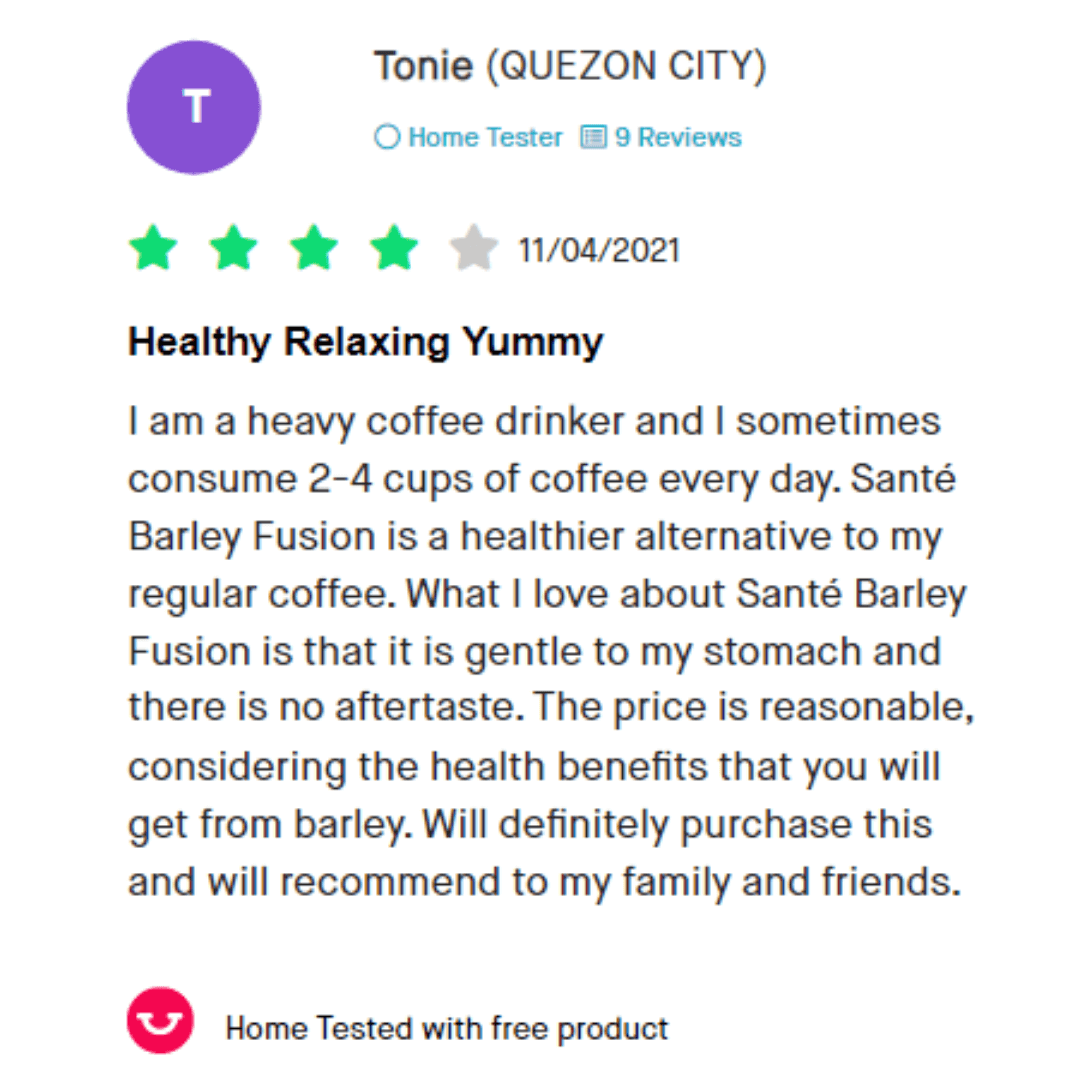 T
Tonie (QUEZON CITY)
Home Tester 9 Reviews
11/04/2021
Healthy Relaxing Yummy
I am a heavy coffee drinker and I sometimes
consume 2-4 cups of coffee every day. Santé
Barley Fusion is a healthier alternative to my
regular coffee. What I love about Santé Barley
Fusion is that it is gentle to my stomach and
there is no aftertaste. The price is reasonable,
considering the health benefits that you will
get from barley. Will definitely purchase this
and will recommend to my family and friends.
Home Tested with free product